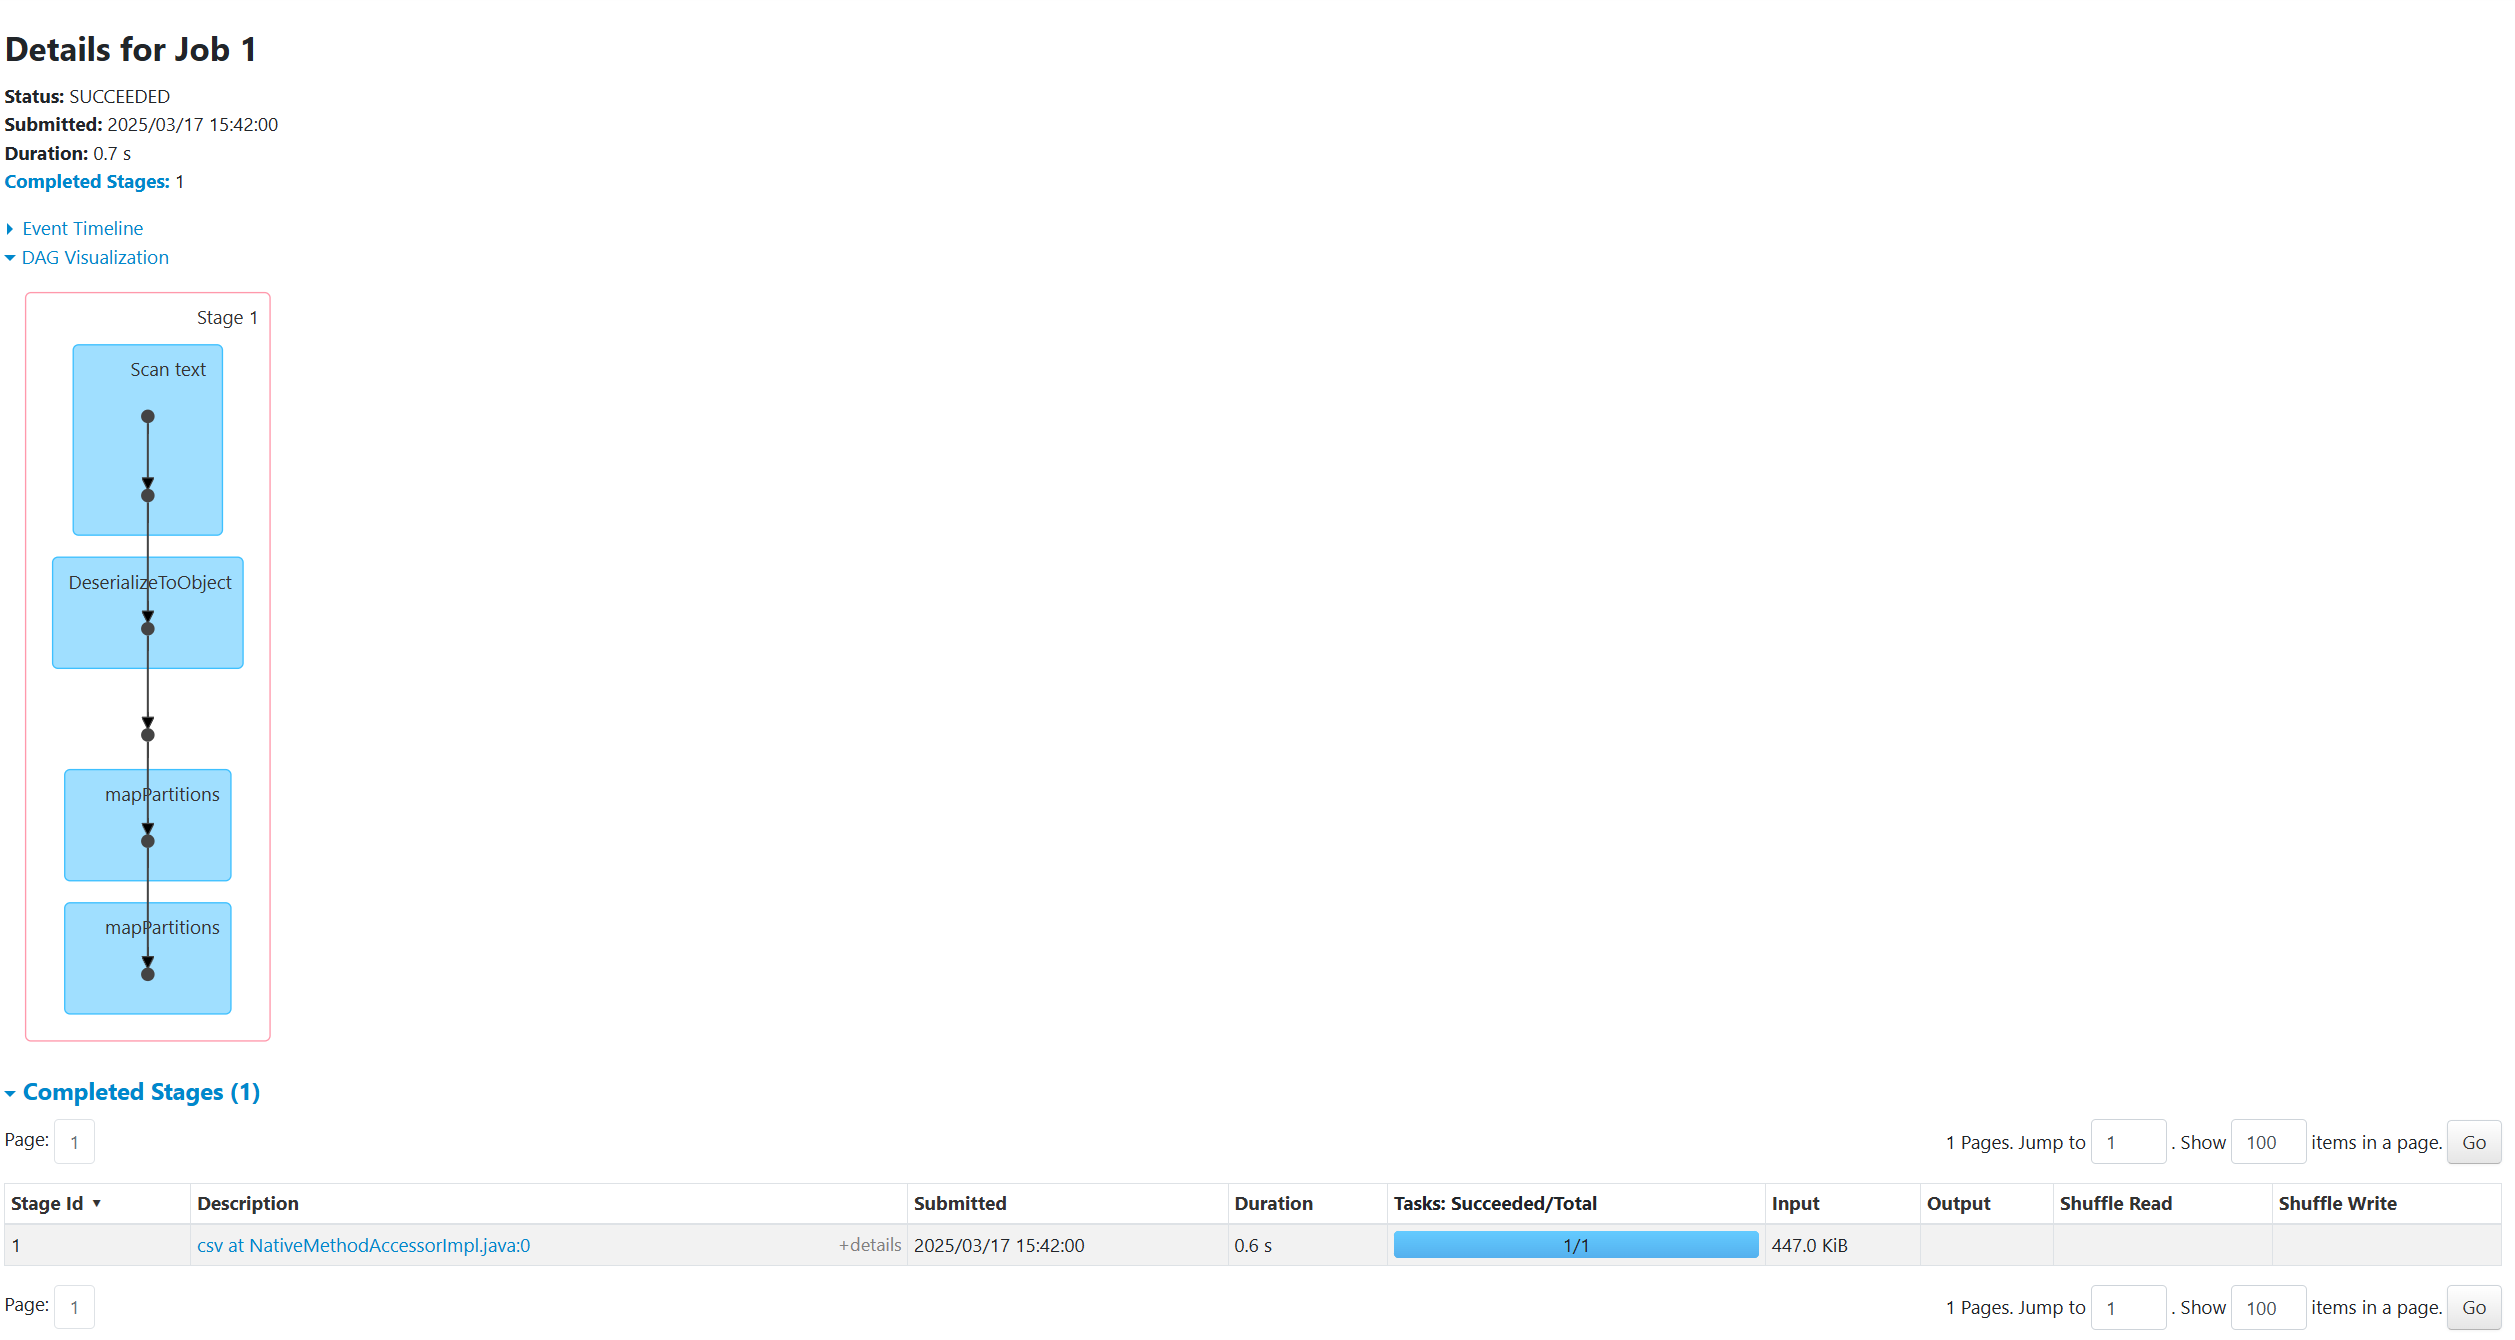 Details for Job 1
Status: SUCCEEDED
Submitted: 2025/03/17 15:42:00
Duration: 0.7 s
Completed Stages: 1
Event Timeline
DAG Visualization
Stage 1
Scan text
DeserializeToObject
mapPartitions
mapPartitions
Completed Stages (1)
Page: 1
1 Pages. Jump to 1 . Show 100 items in a page. Go
Stage Id ▼ Description Submitted Duration Tasks: Succeeded/Total Input Output Shuffle Read Shuffle Write
1 csv at NativeMethodAccessorImpl.java:0 +details 2025/03/17 15:42:00 0.6 s 1/1 447.0 KiB
Page: 1
1 Pages. Jump to 1 . Show 100 items in a page. Go